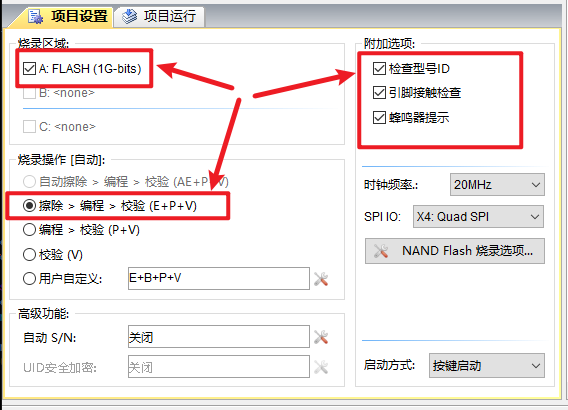 项目设置
项目运行
烧录区域:
A: FLASH (1G-bits)
B: <none>
C: <none>
烧录操作 [自动]:
自动擦除 > 编程 > 校验 (AE+P+V)
擦除 > 编程 > 校验 (E+P+V)
编程 > 校验 (P+V)
校验 (V)
用户自定义: E+B+P+V
高级功能:
自动 S/N: 关闭
UID安全加密: 关闭
附加选项:
检查型号ID
引脚接触检查
蜂鸣器提示
时钟频率.: 20MHz
SPI IO: X4: Quad SPI
NAND Flash 烧录选项...
启动方式: 按键启动